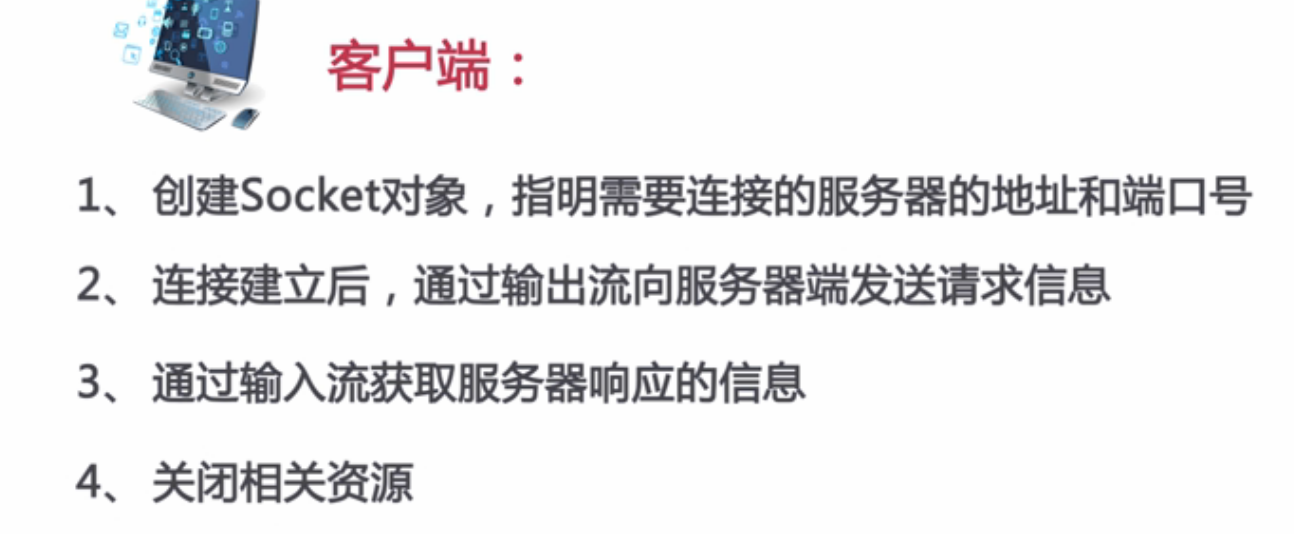 客户端：
1、 创建Socket对象，指明需要连接的服务器的地址和端口号
2、 连接建立后，通过输出流向服务器端发送请求信息
3、 通过输入流获取服务器响应的信息
4、 关闭相关资源